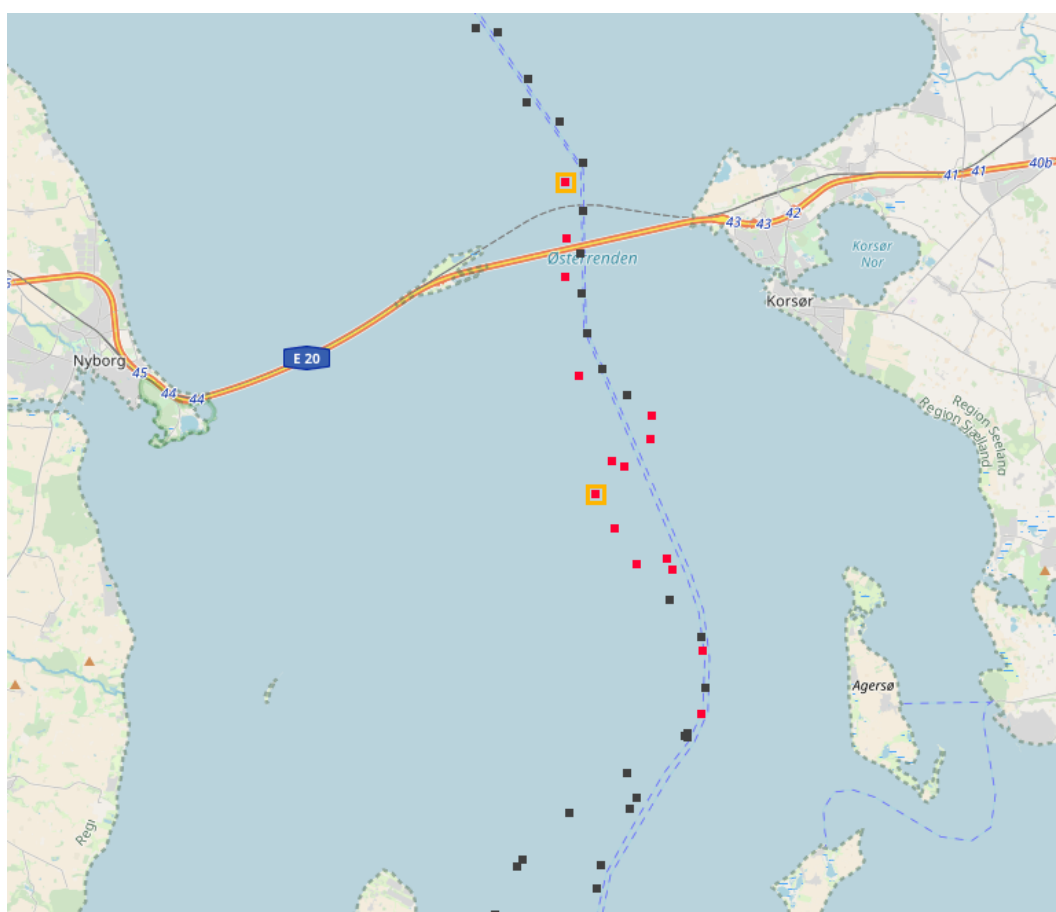 40b
41
41
42
43
43
Østerrenden
Korsør
Nor
Korsør
E 20
Nyborg
45
44
44
Region Seeland
Region Sjælland
Agersø
Regi